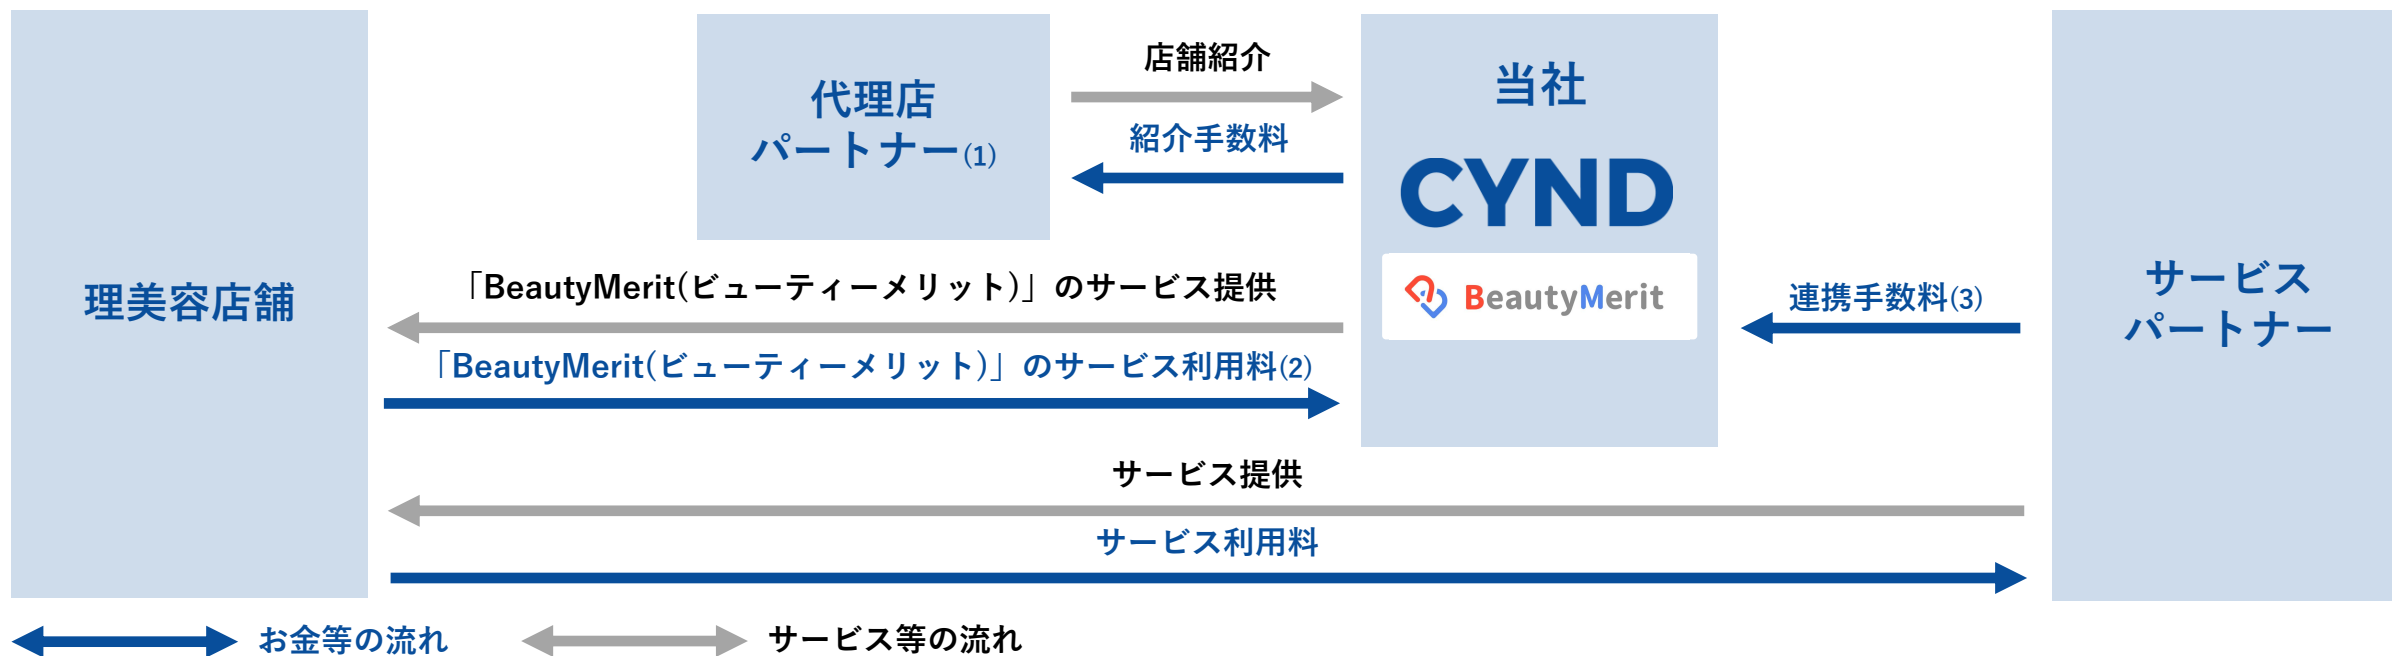 理美容店舗
代理店
パートナー(1)
店舗紹介
紹介手数料
当社
CYND
BeautyMerit
「BeautyMerit(ビューティーメリット)」のサービス提供
「BeautyMerit(ビューティーメリット)」のサービス利用料(2)
連携手数料(3)
サービス
パートナー
サービス提供
サービス利用料
お金等の流れ
サービス等の流れ